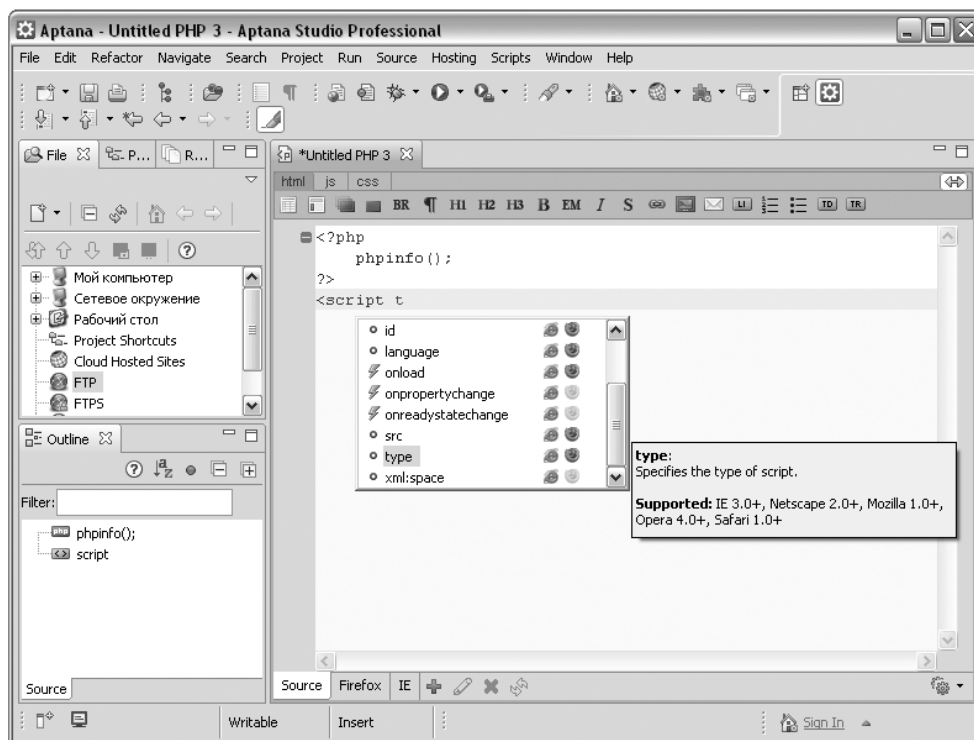 Aptana - Untitled PHP 3 - Aptana Studio Professional
File Edit Refactor Navigate Search Project Run Source Hosting Scripts Window Help
File P... R...
*Untitled PHP 3
html js css
BR ¶ H1 H2 H3 B EM I S LI TD TR
<?php
phpinfo();
?>
<script t
Мой компьютер
Сетевое окружение
Рабочий стол
Project Shortcuts
Cloud Hosted Sites
FTP
FTPS
id
language
onload
onpropertychange
onreadystatechange
src
type
xml:space
type:
Specifies the type of script.
Supported: IE 3.0+, Netscape 2.0+, Mozilla 1.0+,
Opera 4.0+, Safari 1.0+
Outline
Filter:
php phpinfo();
script
Source
Source Firefox IE
Writable Insert Sign In